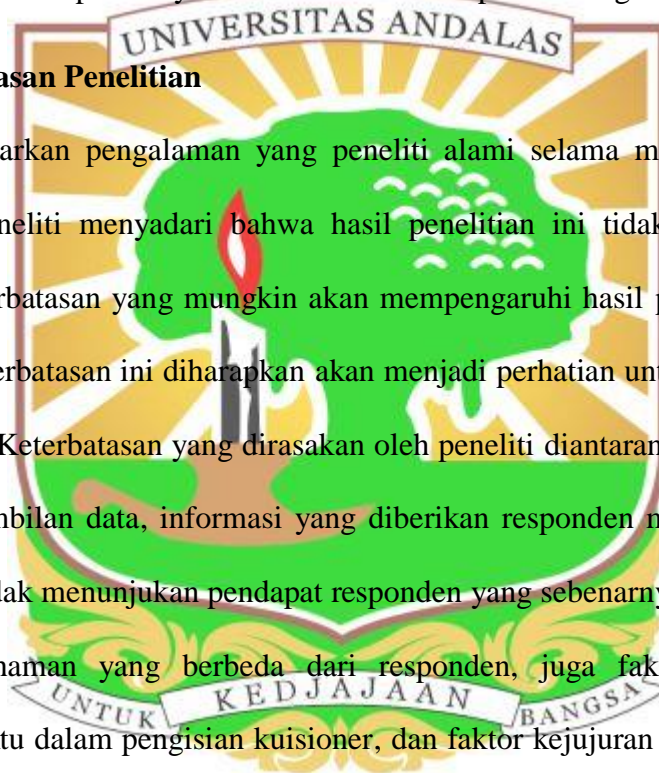 UNIVERSITAS ANDALAS
asan Penelitian
arkan pengalaman yang peneliti alami selama m
neliti menyadari bahwa hasil penelitian ini tidak
rbatasan yang mungkin akan mempengaruhi hasil p
erbatasan ini diharapkan akan menjadi perhatian unt
Keterbatasan yang dirasakan oleh peneliti diantaran
mbilan data, informasi yang diberikan responden m
lak menunjukan pendapat responden yang sebenarny
naman yang berbeda dari responden, juga fak
UNTUK KEDJAJAAN BANGSA
tu dalam pengisian kuisioner, dan faktor kejujuran